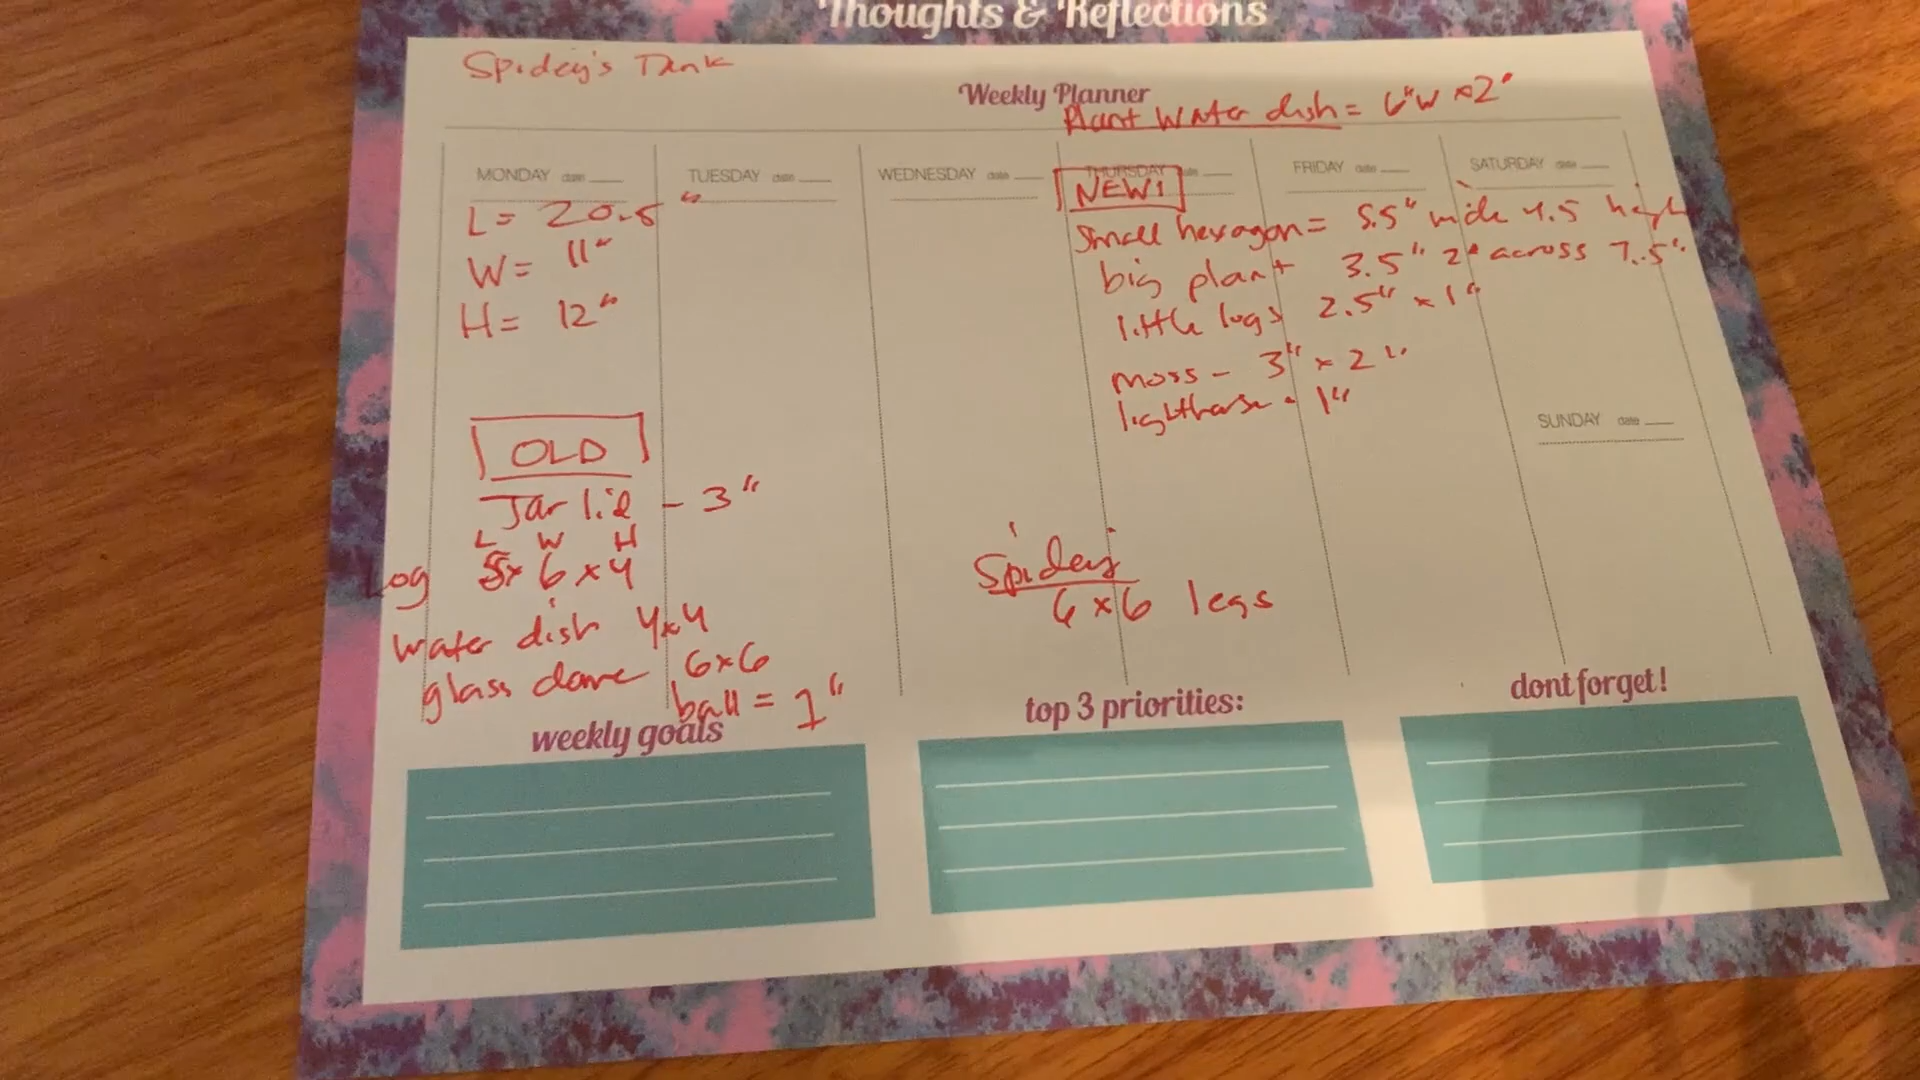 Thoughts & Reflections
Spidey's Tank
Weekly Planner
Plant Water dish = 6"W x 2"
MONDAY date
TUESDAY date
WEDNESDAY date
THURSDAY date
FRIDAY date
SATURDAY date
L = 20.5"
W = 11"
H = 12"
NEW!
Small hexagon = 5.5" wide 4.5 high
big plant 3.5" 2" across 7.5"
little logs 2.5" x 1"
moss - 3" x 2"
lighthouse - 1"
SUNDAY date
OLD
Jar lid - 3"
L W H
Log 5x 6 x 4
water dish 4x4
glass dome 6x6
ball = 1"
Spidey
6 x 6 legs
weekly goals
top 3 priorities:
dont forget!